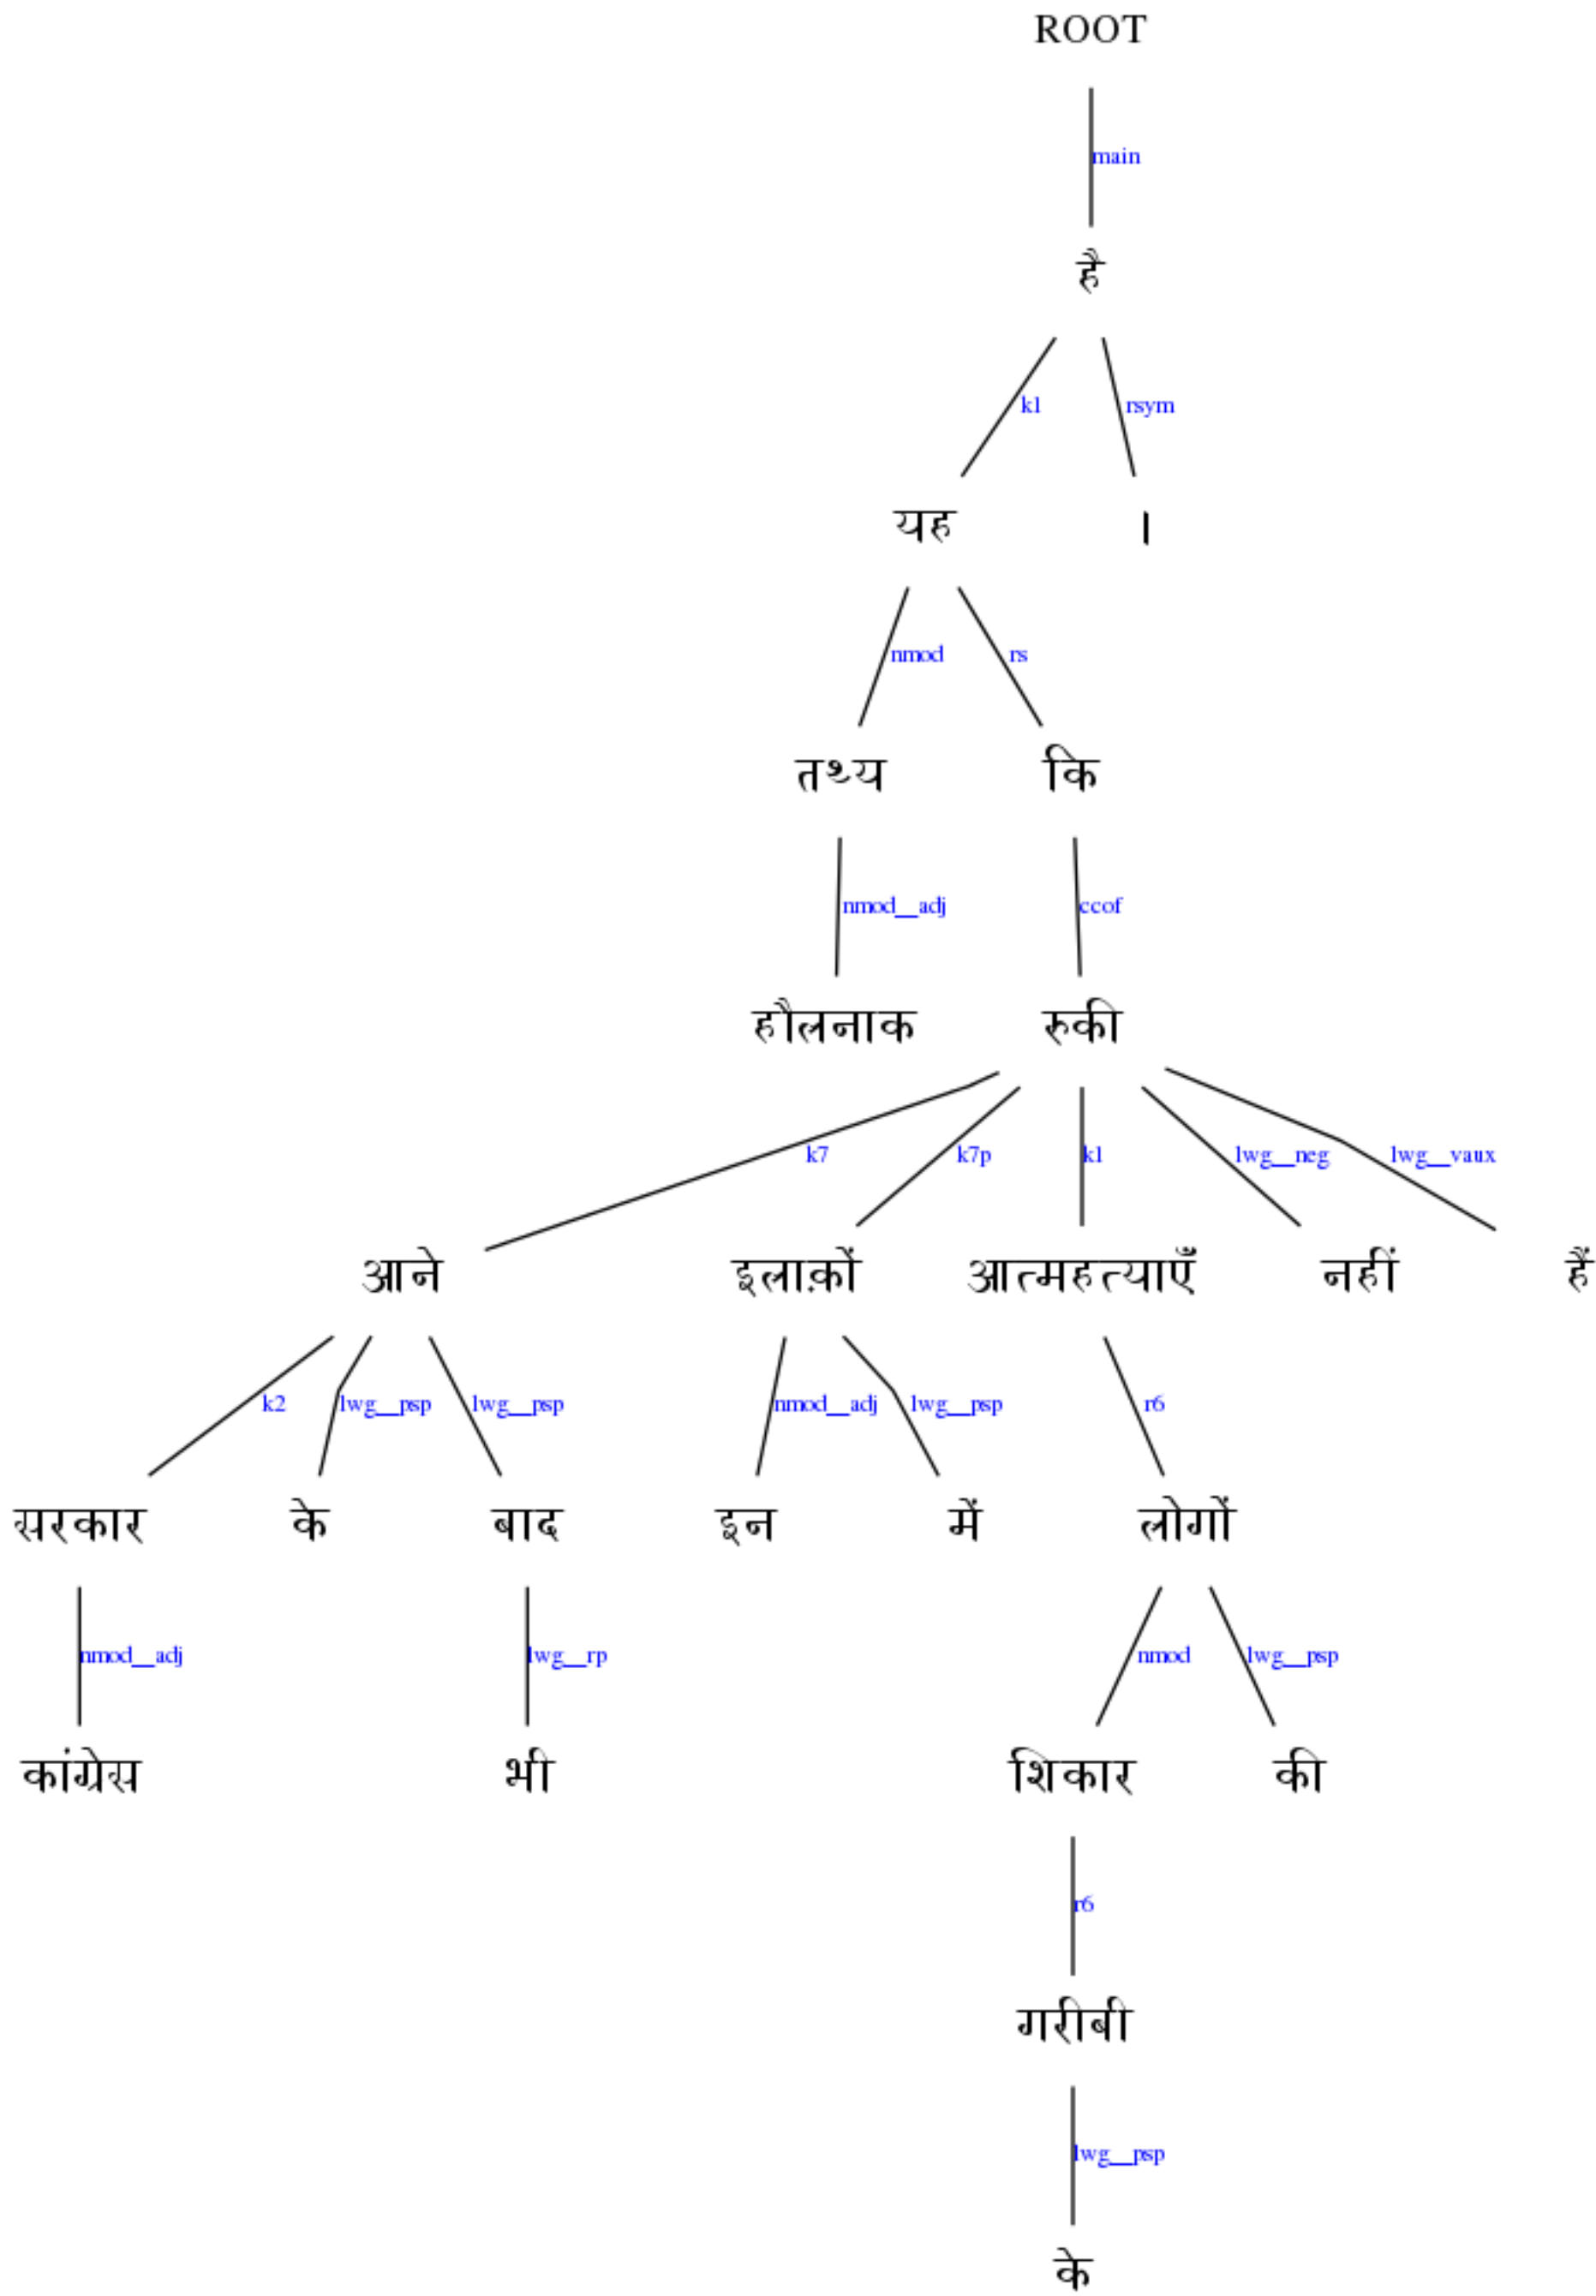 ROOT
main
है
k1 rsym
यह ।
nmod rs
तथ्य कि
nmod__adj ccof
हौलनाक रुकी
k7 k7p k1 lwg__neg lwg__vaux
आने इलाक़ों आत्महत्याएँ नहीं हैं
k2 lwg__psp lwg__psp nmod__adj lwg__psp r6
सरकार के बाद इन में लोगों
nmod__adj lwg__rp nmod lwg__psp
कांग्रेस भी शिकार की
r6
गरीबी
lwg__psp
के